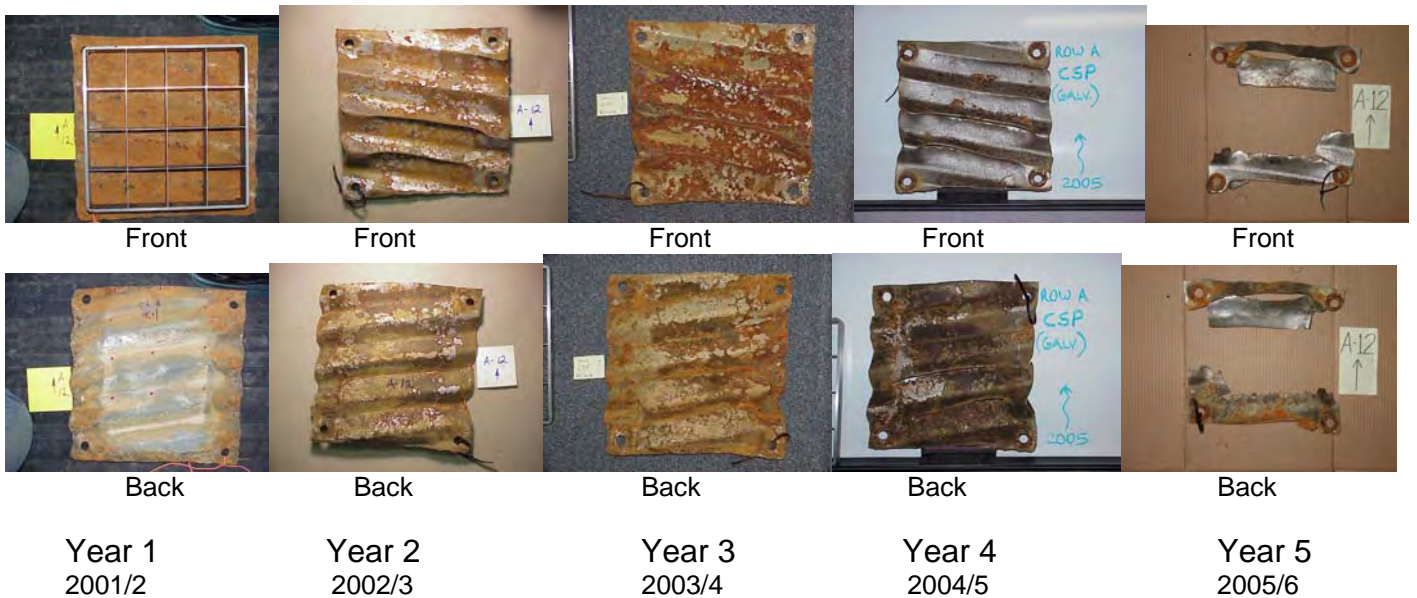 A
12
A-12
ROW A
CSP
(GALV.)
2005
A-12
Front Front Front Front Front
A
12
A-12
A-12
ROW A
CSP
(GALV.)
2005
A-12
Back Back Back Back Back
Year 1 Year 2 Year 3 Year 4 Year 5
2001/2 2002/3 2003/4 2004/5 2005/6